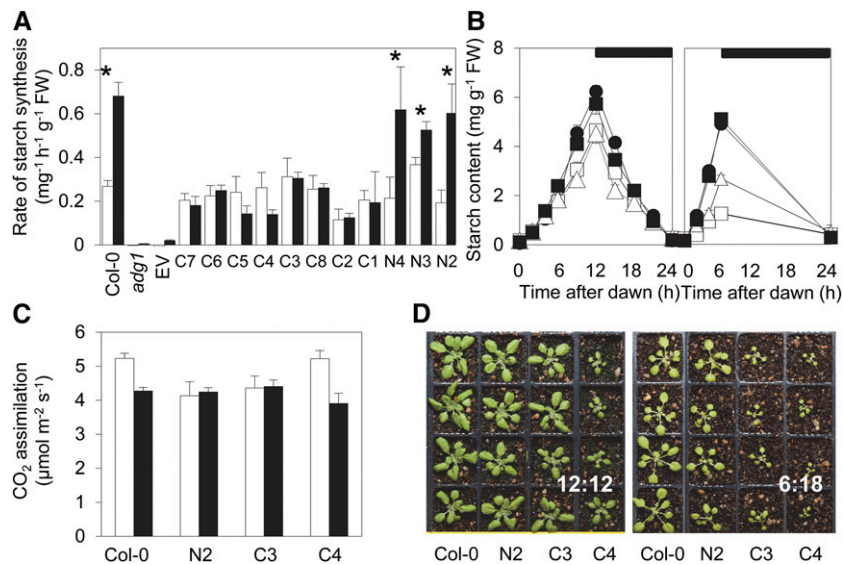 A
Rate of starch synthesis
(mg⁻¹ h⁻¹ g⁻¹ FW)
0.8
0.6
0.4
0.2
0
*
*
*
*
Col-0
adg1
EV
C7
C6
C5
C4
C3
C8
C2
C1
N4
N3
N2
B
Starch content (mg g⁻¹ FW)
8
6
4
2
0
0 6 12 18 24 0 6 12 18 24
Time after dawn (h) Time after dawn (h)
C
CO₂ assimilation
(µmol m⁻² s⁻¹)
6
5
4
3
2
1
0
Col-0 N2 C3 C4
D
12:12
6:18
Col-0 N2 C3 C4 Col-0 N2 C3 C4